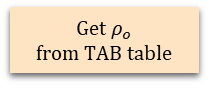 Get ρₒ
from TAB table